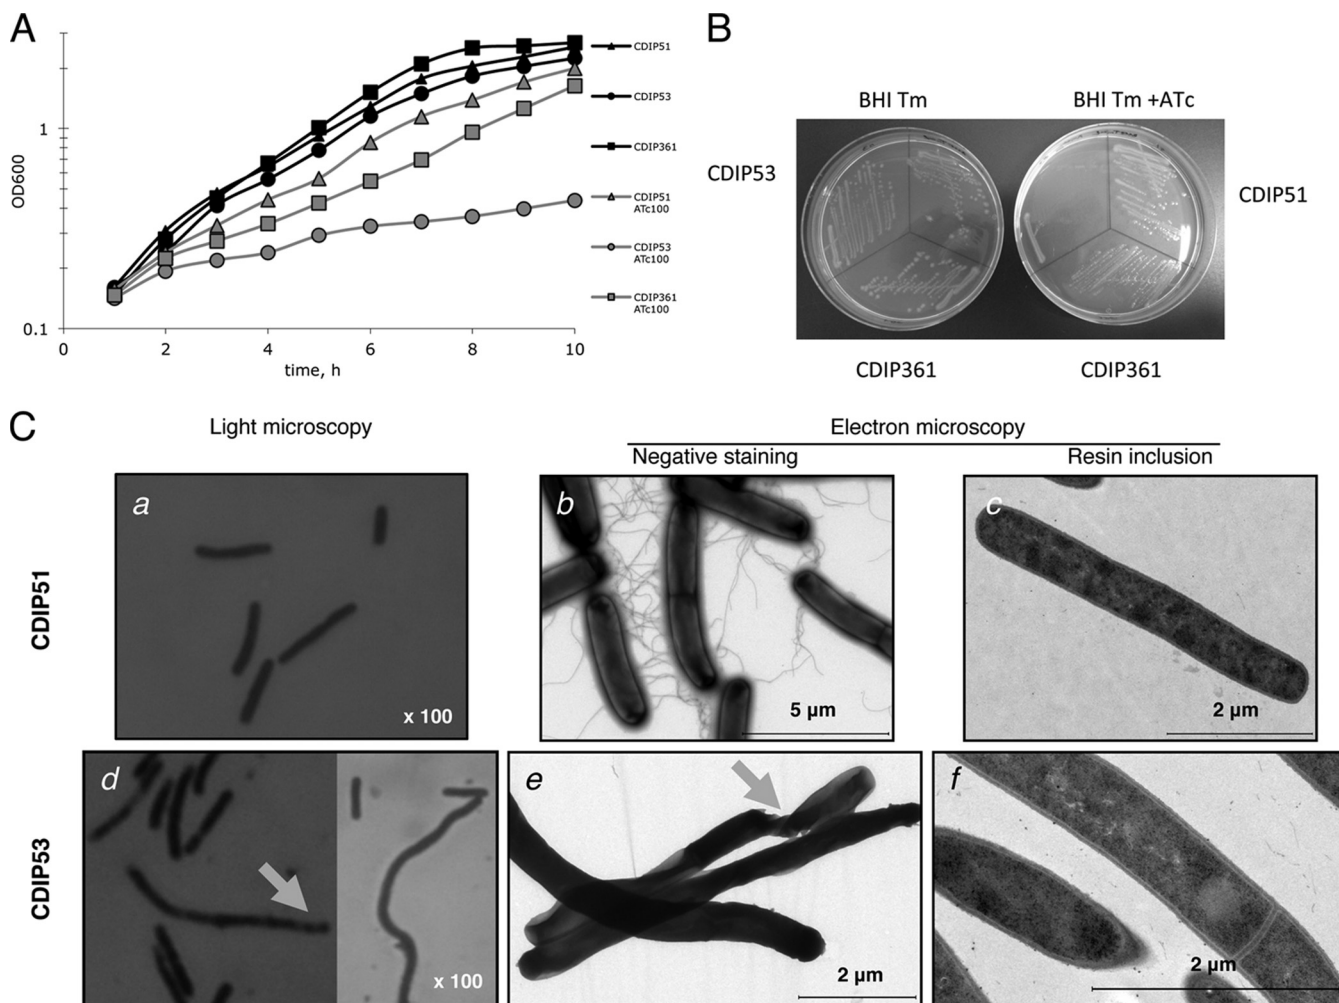 A
OD600
1
0.1
0 2 4 6 8 10
time, h
CDIP51
CDIP53
CDIP361
CDIP51
ATc100
CDIP53
ATc100
CDIP361
ATc100
B
BHI Tm BHI Tm +ATc
CDIP53
CDIP51
CDIP361 CDIP361
C
Light microscopy
Electron microscopy
Negative staining Resin inclusion
CDIP51
a
x 100
b
5 µm
c
2 µm
CDIP53
d
x 100
e
2 µm
f
2 µm